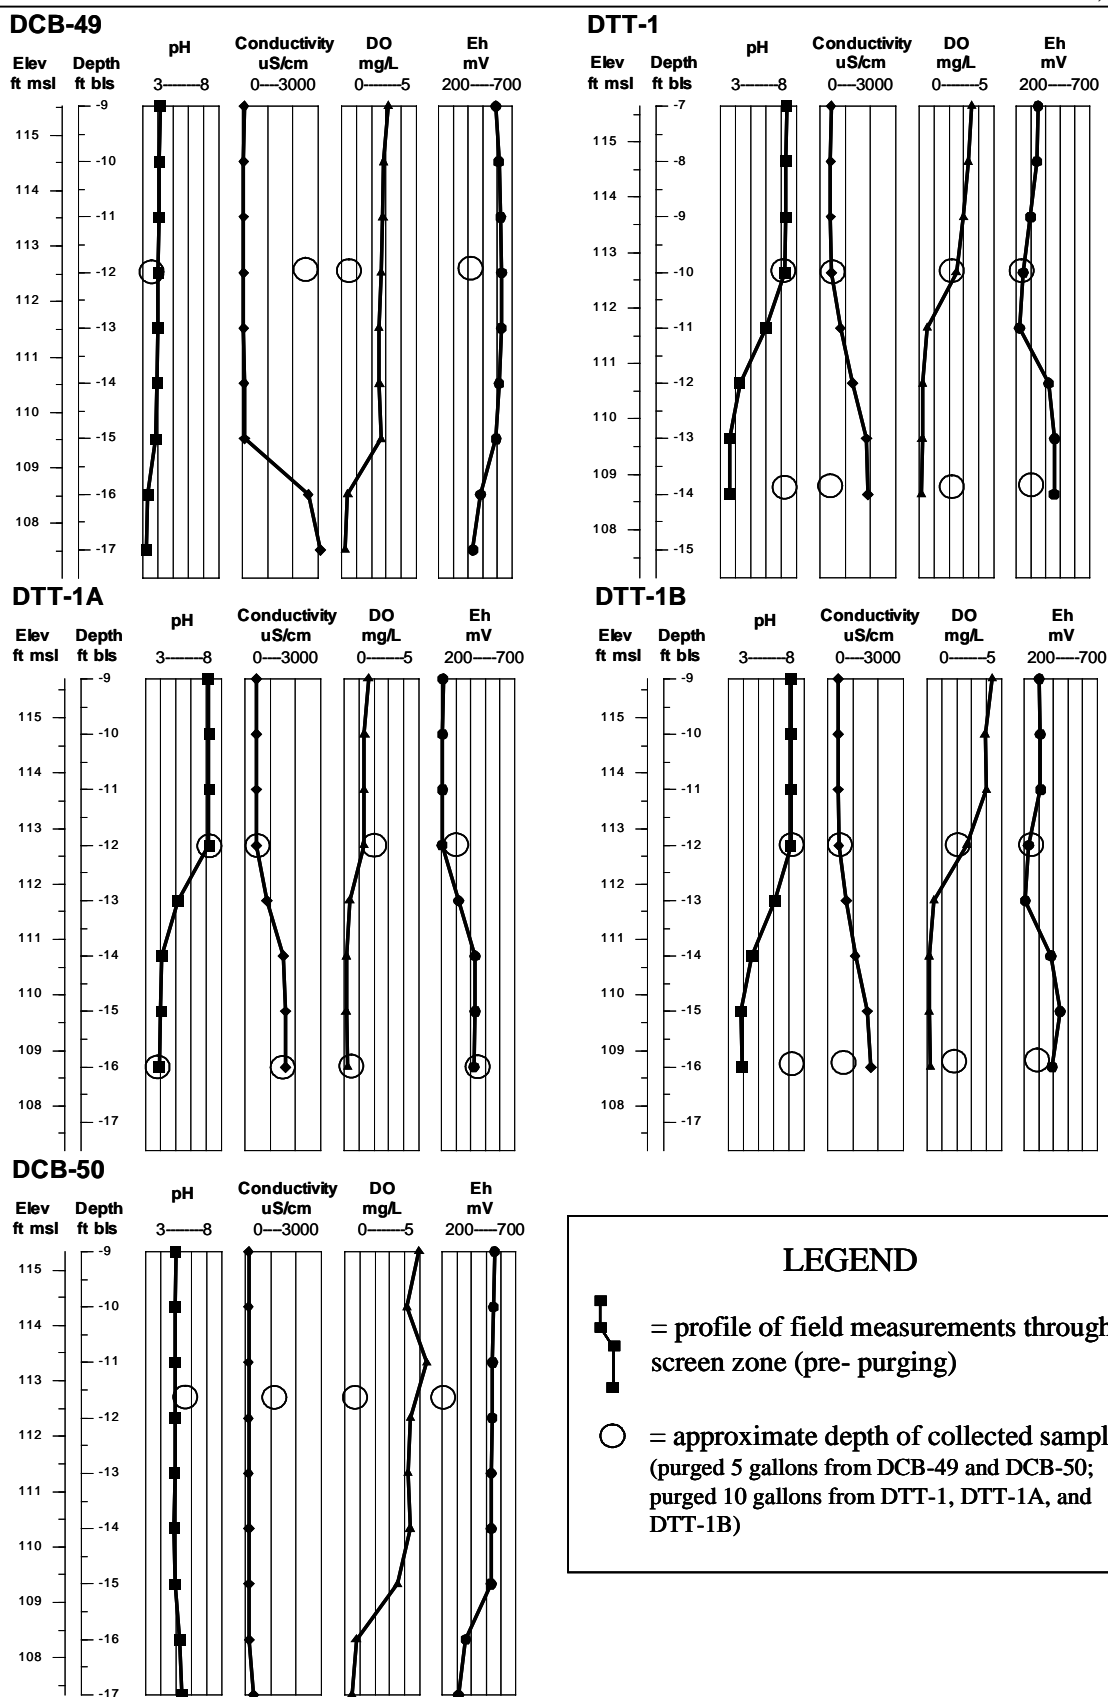 DCB-49
pH
Conductivity
uS/cm
DO
mg/L
Eh
mV
Elev
ft msl
Depth
ft bls
3--------8
0----3000
0--------5
200-----700
115
114
113
112
111
110
109
108
-9
-10
-11
-12
-13
-14
-15
-16
-17
DTT-1
pH
Conductivity
uS/cm
DO
mg/L
Eh
mV
Elev
ft msl
Depth
ft bls
3--------8
0----3000
0--------5
200-----700
115
114
113
112
111
110
109
108
-7
-8
-9
-10
-11
-12
-13
-14
-15
DTT-1A
pH
Conductivity
uS/cm
DO
mg/L
Eh
mV
Elev
ft msl
Depth
ft bls
3--------8
0----3000
0--------5
200-----700
115
114
113
112
111
110
109
108
-9
-10
-11
-12
-13
-14
-15
-16
-17
DTT-1B
pH
Conductivity
uS/cm
DO
mg/L
Eh
mV
Elev
ft msl
Depth
ft bls
3--------8
0----3000
0--------5
200-----700
115
114
113
112
111
110
109
108
-9
-10
-11
-12
-13
-14
-15
-16
-17
DCB-50
pH
Conductivity
uS/cm
DO
mg/L
Eh
mV
Elev
ft msl
Depth
ft bls
3--------8
0----3000
0--------5
200-----700
115
114
113
112
111
110
109
108
-9
-10
-11
-12
-13
-14
-15
-16
-17
LEGEND
= profile of field measurements through
screen zone (pre- purging)
= approximate depth of collected sampl
(purged 5 gallons from DCB-49 and DCB-50;
purged 10 gallons from DTT-1, DTT-1A, and
DTT-1B)